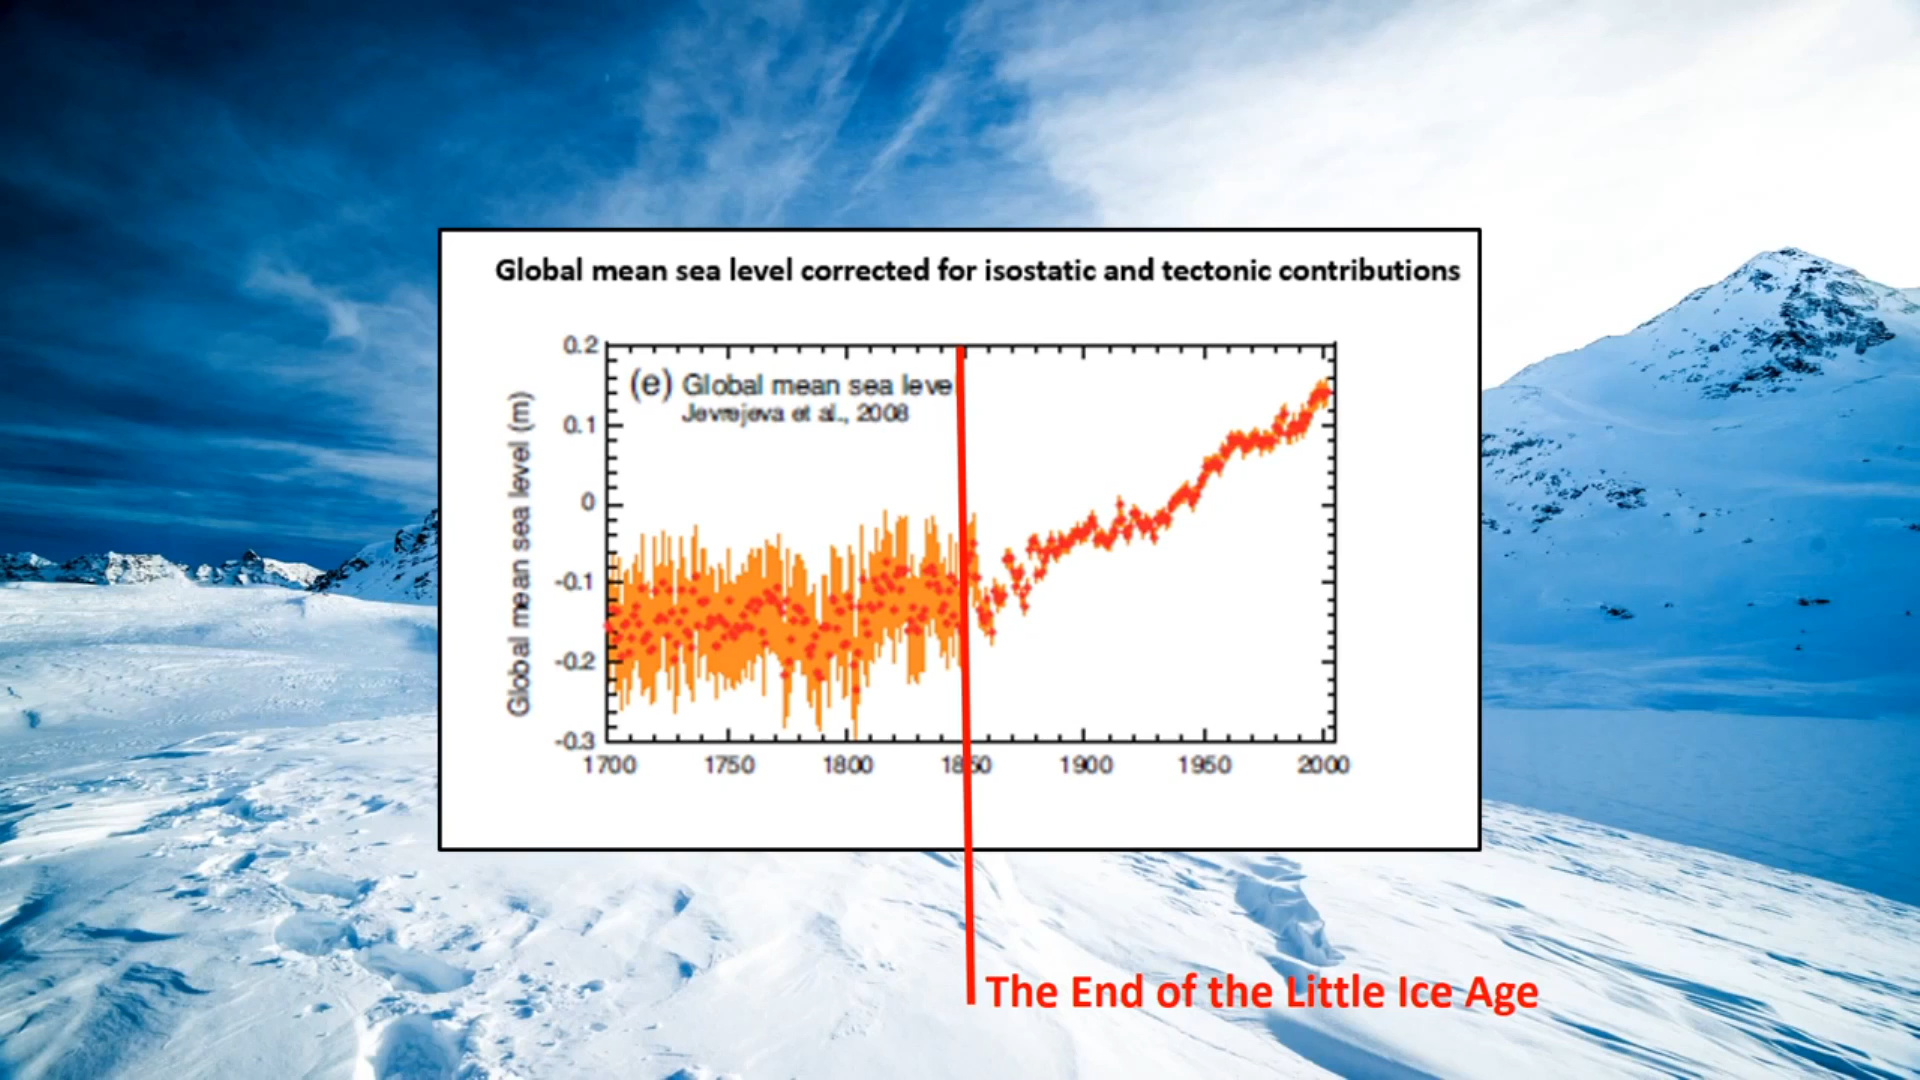 Global mean sea level corrected for isostatic and tectonic contributions
(e) Global mean sea leve
Jevrejeva et al., 2008
Global mean sea level (m)
0.2
0.1
0
-0.1
-0.2
-0.3
1700 1750 1800 1850 1900 1950 2000
The End of the Little Ice Age